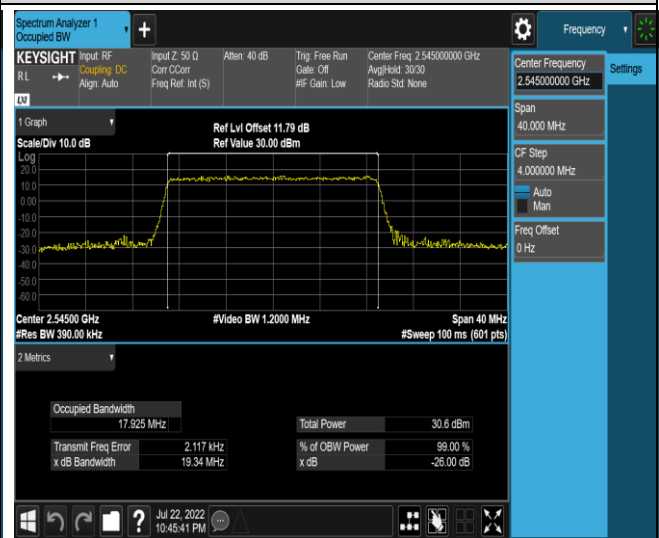 Spectrum Analyzer 1
Occupied BW
+
Frequency
KEYSIGHT
RL
LXI
Input: RF
Coupling: DC
Align: Auto
Input Z: 50 Ω
Corr CCorr
Freq Ref: Int (S)
Atten: 40 dB
Trig: Free Run
Gate: Off
#IF Gain: Low
Center Freq: 2.545000000 GHz
Avg|Hold: 30/30
Radio Std: None
Center Frequency
2.545000000 GHz
Settings
Span
40.000 MHz
CF Step
4.000000 MHz
Auto
Man
Freq Offset
0 Hz
1 Graph
Scale/Div 10.0 dB
Ref Lvl Offset 11.79 dB
Ref Value 30.00 dBm
Log
20.0
10.0
0.00
-10.0
-20.0
-30.0
-40.0
-50.0
-60.0
Center 2.54500 GHz
#Video BW 1.2000 MHz
Span 40 MHz
#Res BW 390.00 kHz
#Sweep 100 ms (601 pts)
2 Metrics
Occupied Bandwidth
17.925 MHz
Total Power 30.6 dBm
Transmit Freq Error 2.117 kHz
% of OBW Power 99.00 %
x dB Bandwidth 19.34 MHz
x dB -26.00 dB
?
Jul 22, 2022
10:45:41 PM